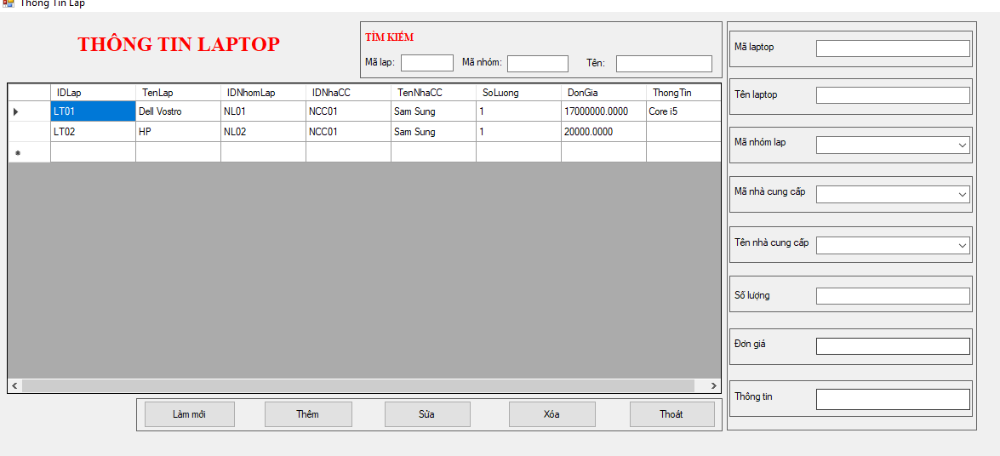 Thông Tin Lap
THÔNG TIN LAPTOP
TÌM KIẾM
Mã lap:
Mã nhóm:
Tên:
IDLap TenLap IDNhomLap IDNhaCC TenNhaCC SoLuong DonGia ThongTin
LT01 Dell Vostro NL01 NCC01 Sam Sung 1 17000000.0000 Core i5
LT02 HP NL02 NCC01 Sam Sung 1 20000.0000
Làm mới
Thêm
Sửa
Xóa
Thoát
Mã laptop
Tên laptop
Mã nhóm lap
Mã nhà cung cấp
Tên nhà cung cấp
Số lượng
Đơn giá
Thông tin